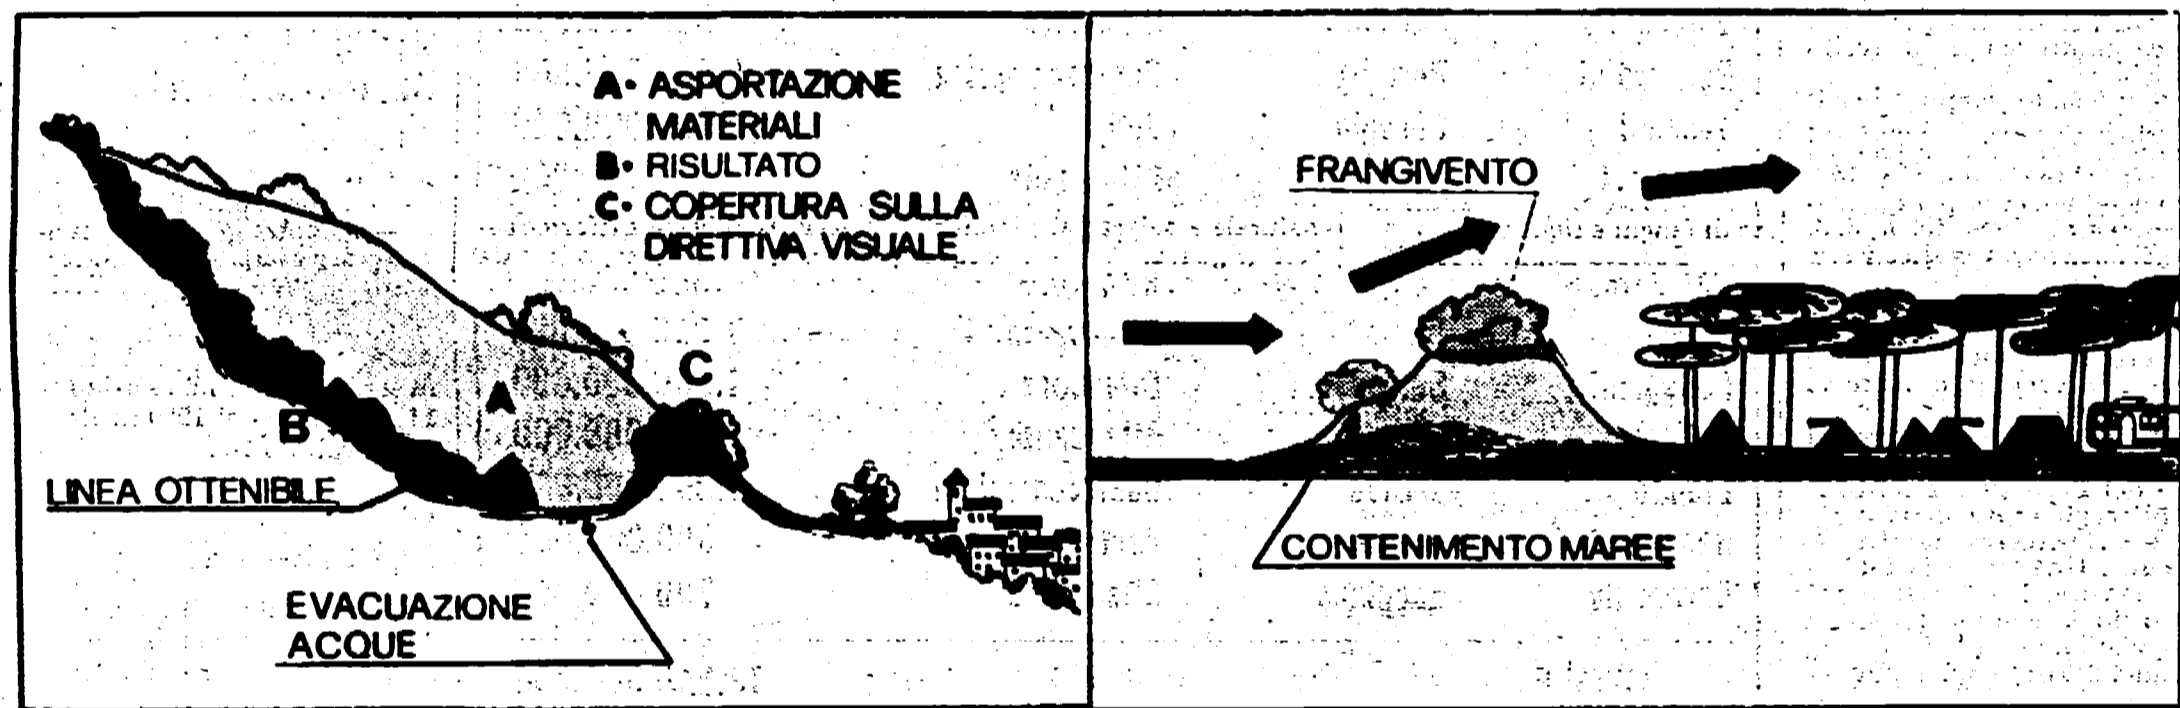 A• ASPORTAZIONE
MATERIALI
B• RISULTATO
C• COPERTURA SULLA
DIRETTIVA VISUALE
C
A
B
LINEA OTTENIBILE
EVACUAZIONE
ACQUE
FRANGIVENTO
CONTENIMENTO MAREE